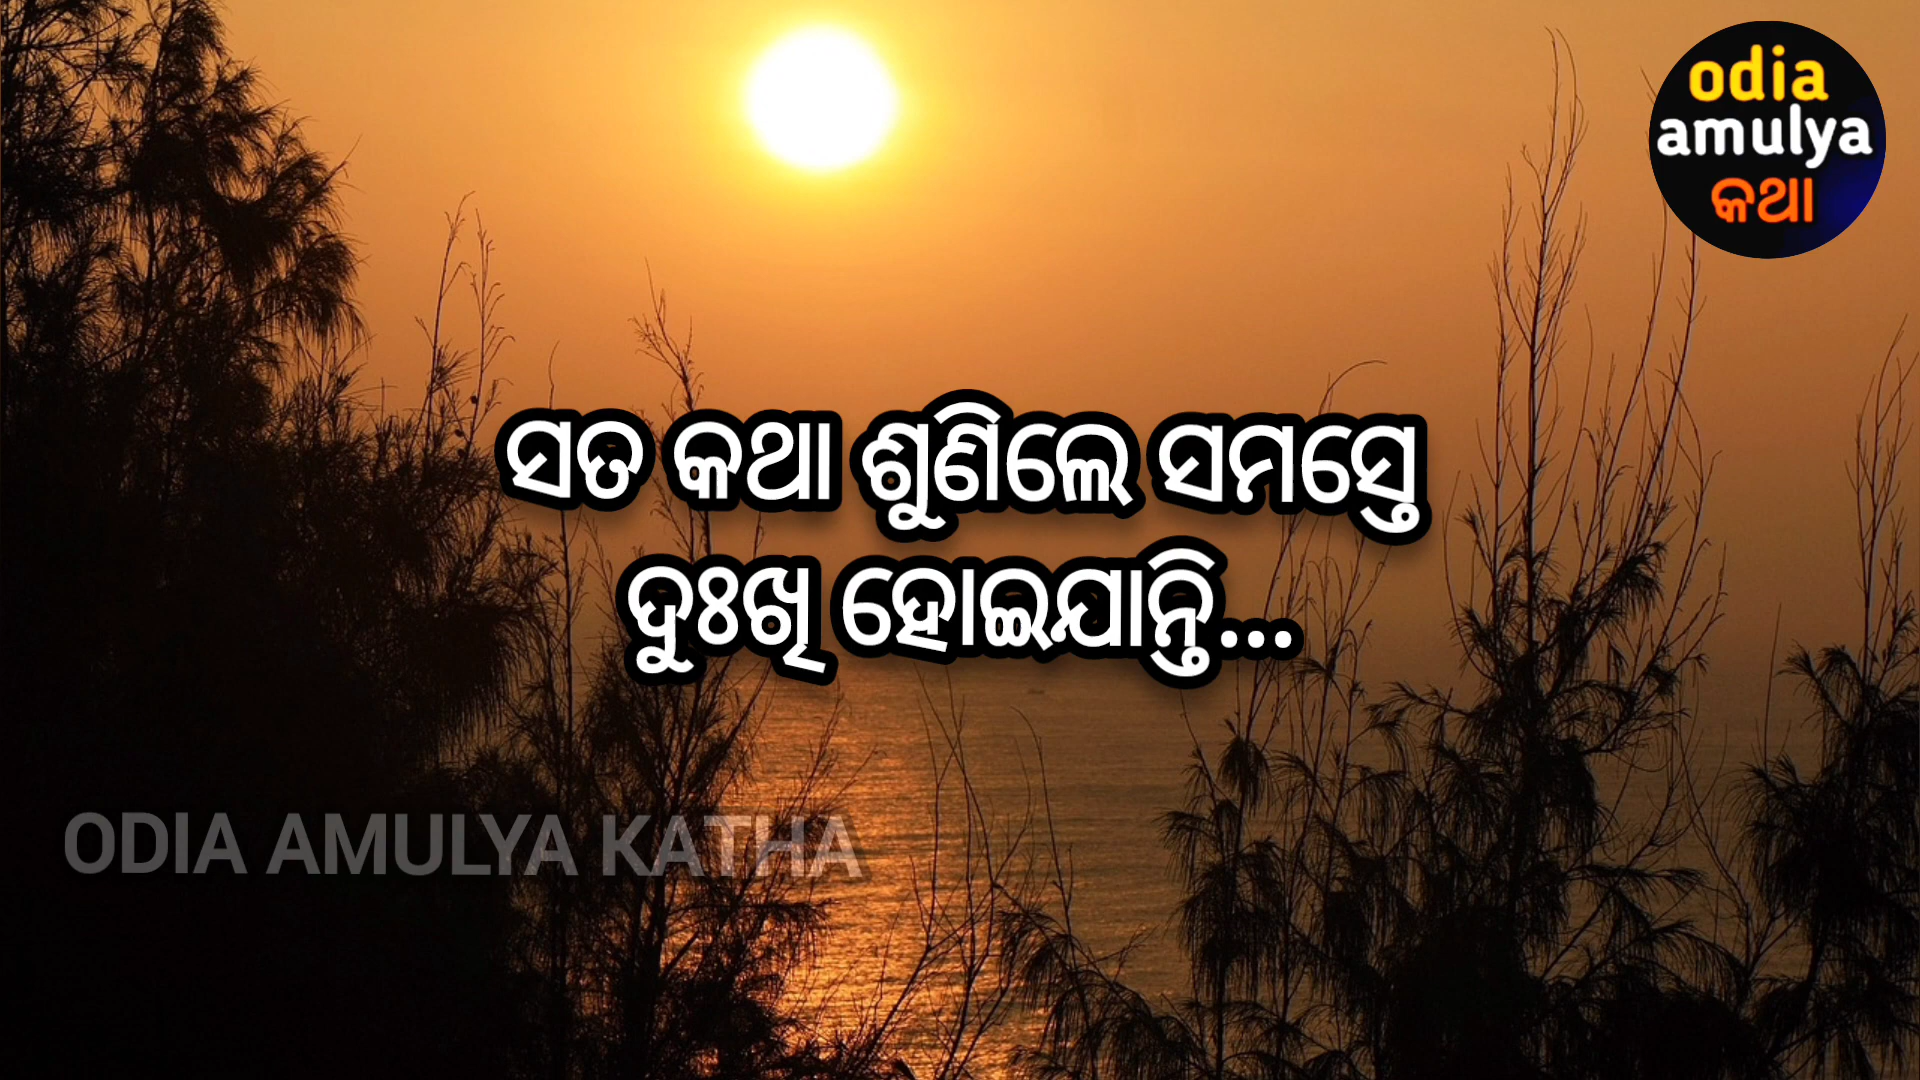 odia
amulya
କଥା
ସତ କଥା ଶୁଣିଲେ ସମସ୍ତେ
ଦୁଃଖି ହୋଇଯାନ୍ତି...
ODIA AMULYA KATHA